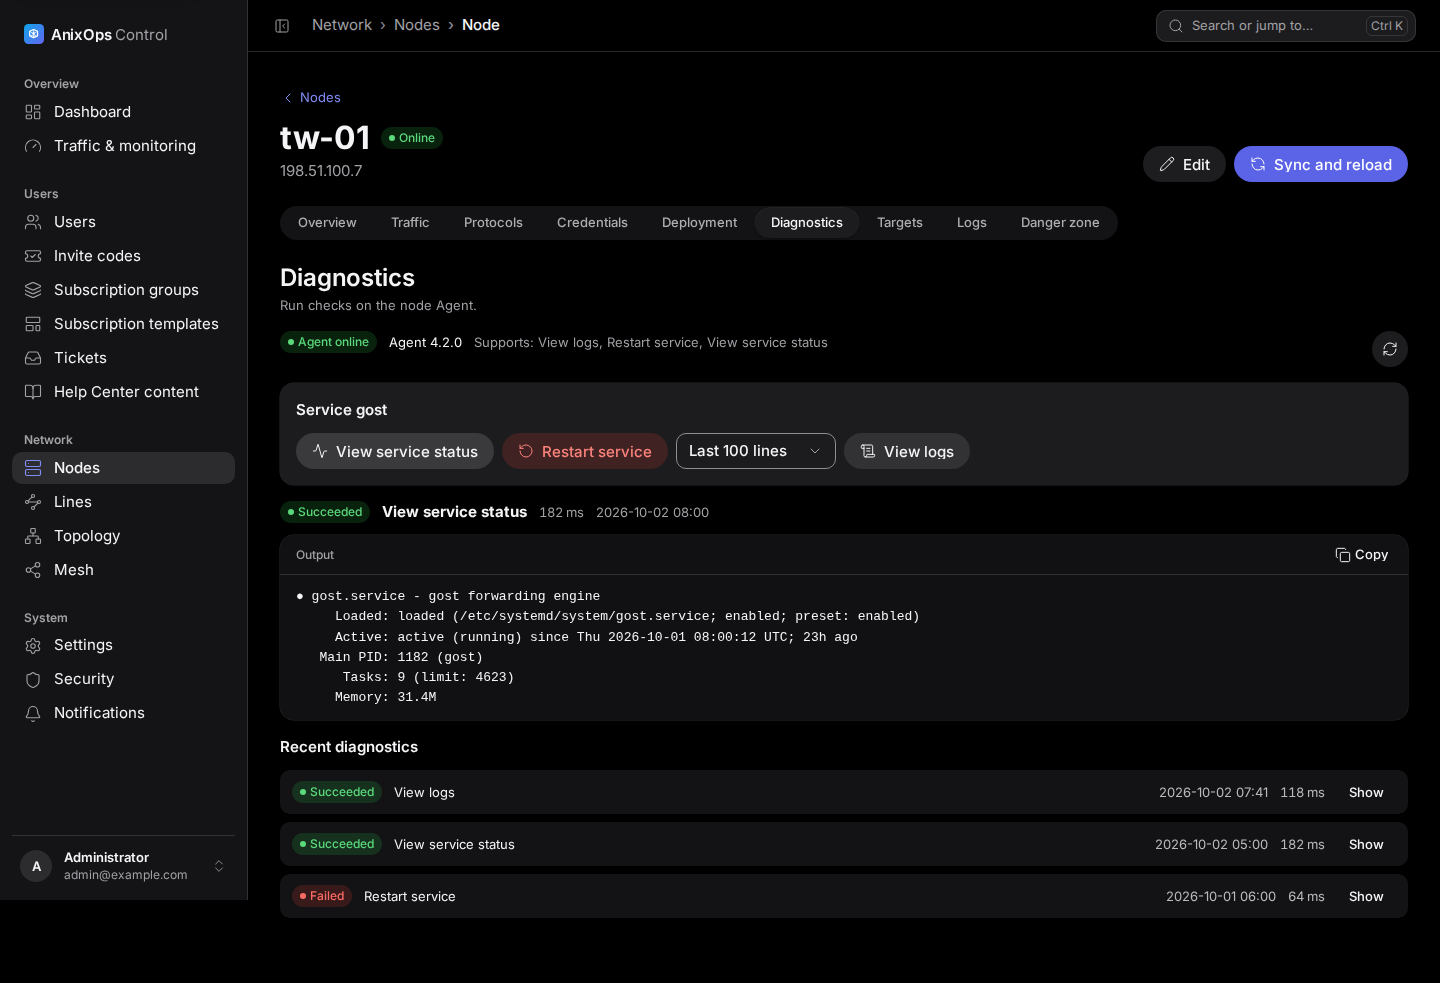 AnixOps Control
Overview
Dashboard
Traffic & monitoring
Users
Users
Invite codes
Subscription groups
Subscription templates
Tickets
Help Center content
Network
Nodes
Lines
Topology
Mesh
System
Settings
Security
Notifications
A
Administrator
admin@example.com
Network › Nodes › Node
Search or jump to... Ctrl K
Nodes
tw-01 Online
198.51.100.7
Edit Sync and reload
Overview Traffic Protocols Credentials Deployment Diagnostics Targets Logs Danger zone
Diagnostics
Run checks on the node Agent.
Agent online Agent 4.2.0 Supports: View logs, Restart service, View service status
Service gost
View service status Restart service Last 100 lines View logs
Succeeded View service status 182 ms 2026-10-02 08:00
Output Copy
● gost.service - gost forwarding engine
Loaded: loaded (/etc/systemd/system/gost.service; enabled; preset: enabled)
Active: active (running) since Thu 2026-10-01 08:00:12 UTC; 23h ago
Main PID: 1182 (gost)
Tasks: 9 (limit: 4623)
Memory: 31.4M
Recent diagnostics
Succeeded View logs 2026-10-02 07:41 118 ms Show
Succeeded View service status 2026-10-02 05:00 182 ms Show
Failed Restart service 2026-10-01 06:00 64 ms Show